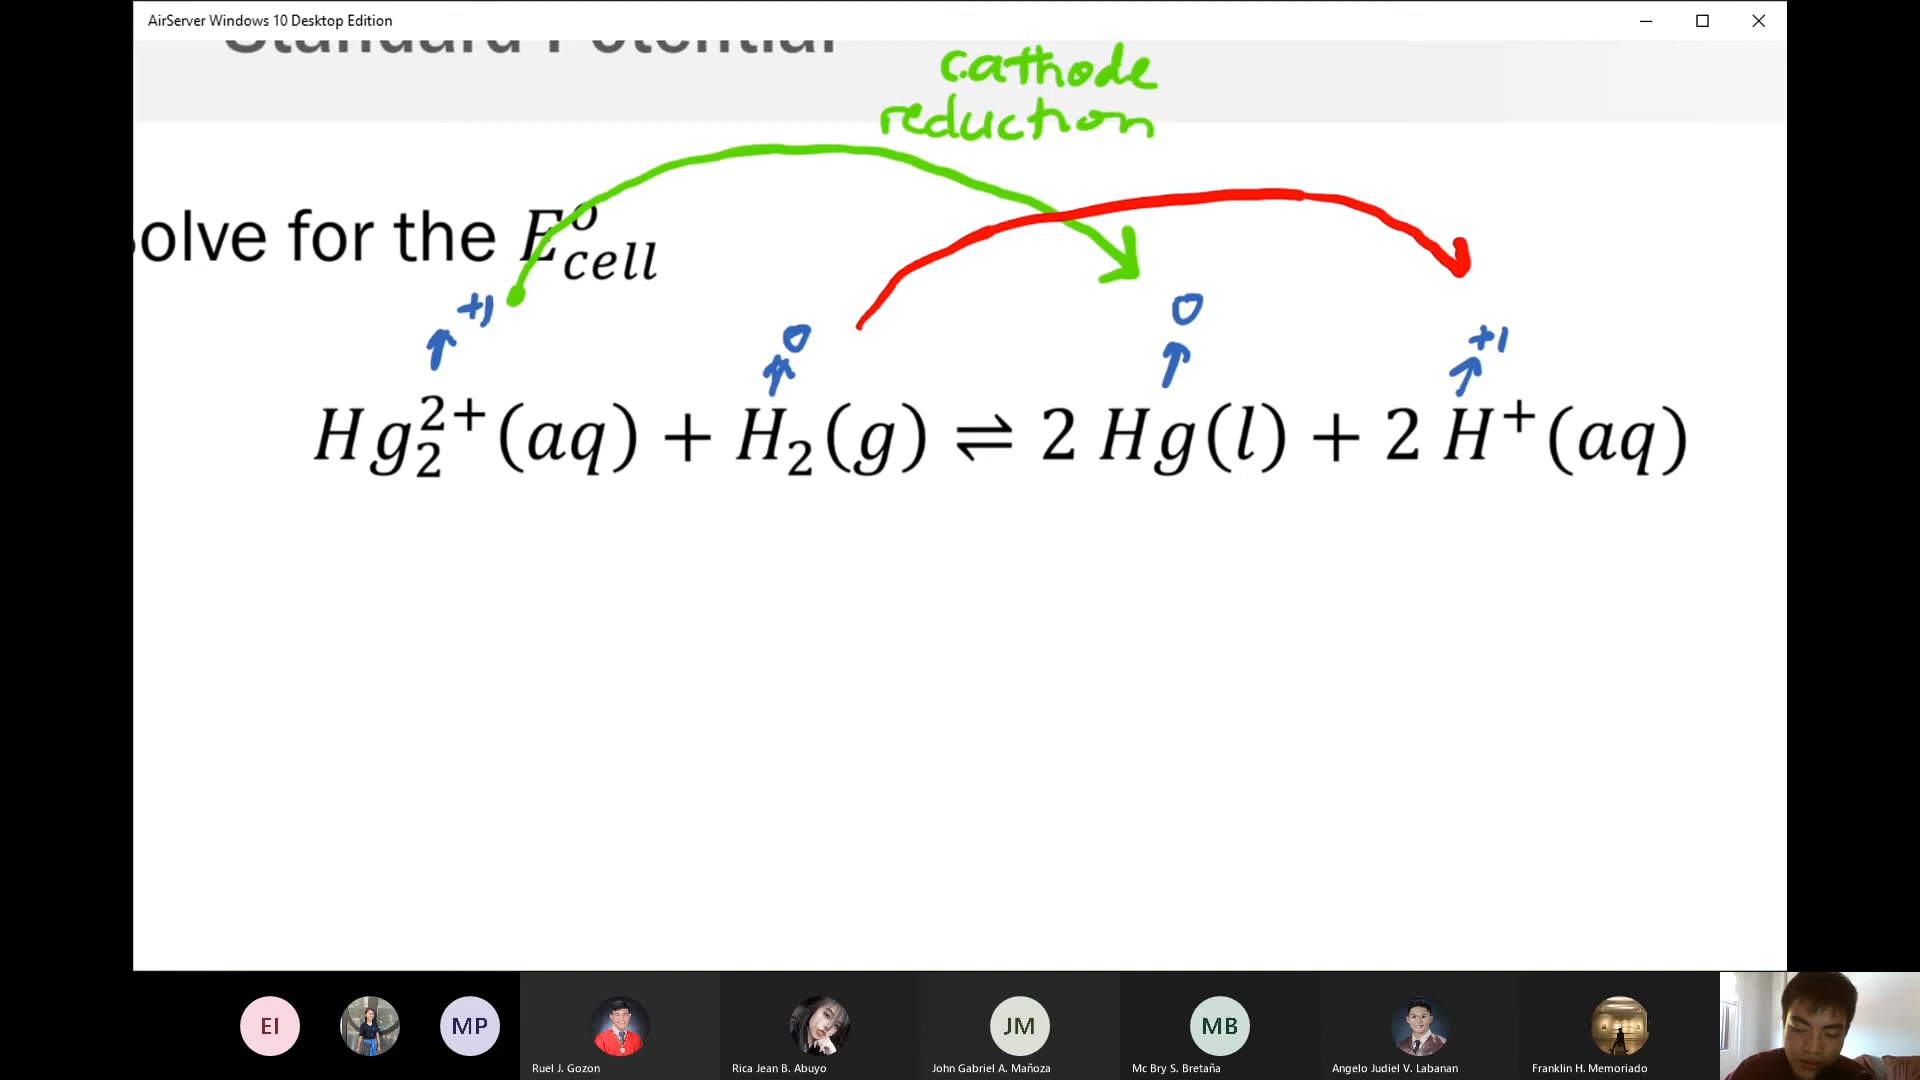 AirServer Windows 10 Desktop Edition
Standard Potential
cathode
reduction
olve for the E°cell
+1
0
0
+1
Hg₂²⁺(aq) + H₂(g) ⇌ 2 Hg(l) + 2 H⁺(aq)
EI
MP
JM
MB
Ruel J. Gozon
Rica Jean B. Abuyo
John Gabriel A. Mañoza
Mc Bry S. Bretaña
Angelo Judiel V. Labanan
Franklin H. Memoriado